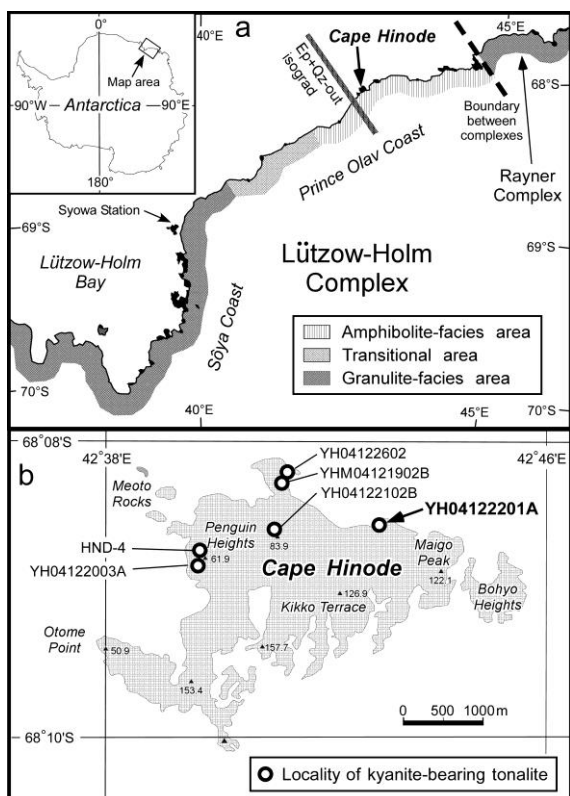 a
0°
Map area
90°W
Antarctica
90°E
180°
40°E
Ep+Qz-out
isograd
Cape Hinode
45°E
68°S
Boundary
between
complexes
Prince Olav Coast
Rayner
Complex
Syowa Station
69°S
69°S
Lützow-Holm
Bay
Lützow-Holm
Complex
Sôya Coast
Amphibolite-facies area
Transitional area
Granulite-facies area
70°S
40°E
45°E
70°S
68°08'S
b
42°38'E
42°46'E
YH04122602
YHM04121902B
YH04122102B
YH04122201A
Meoto
Rocks
Penguin
Heights
83.9
HND-4
61.9
YH04122003A
Cape Hinode
Maigo
Peak
122.1
Bohyo
Heights
126.9
Kikko Terrace
Otome
Point
50.9
157.7
153.4
0 500 1000m
68°10'S
Locality of kyanite-bearing tonalite